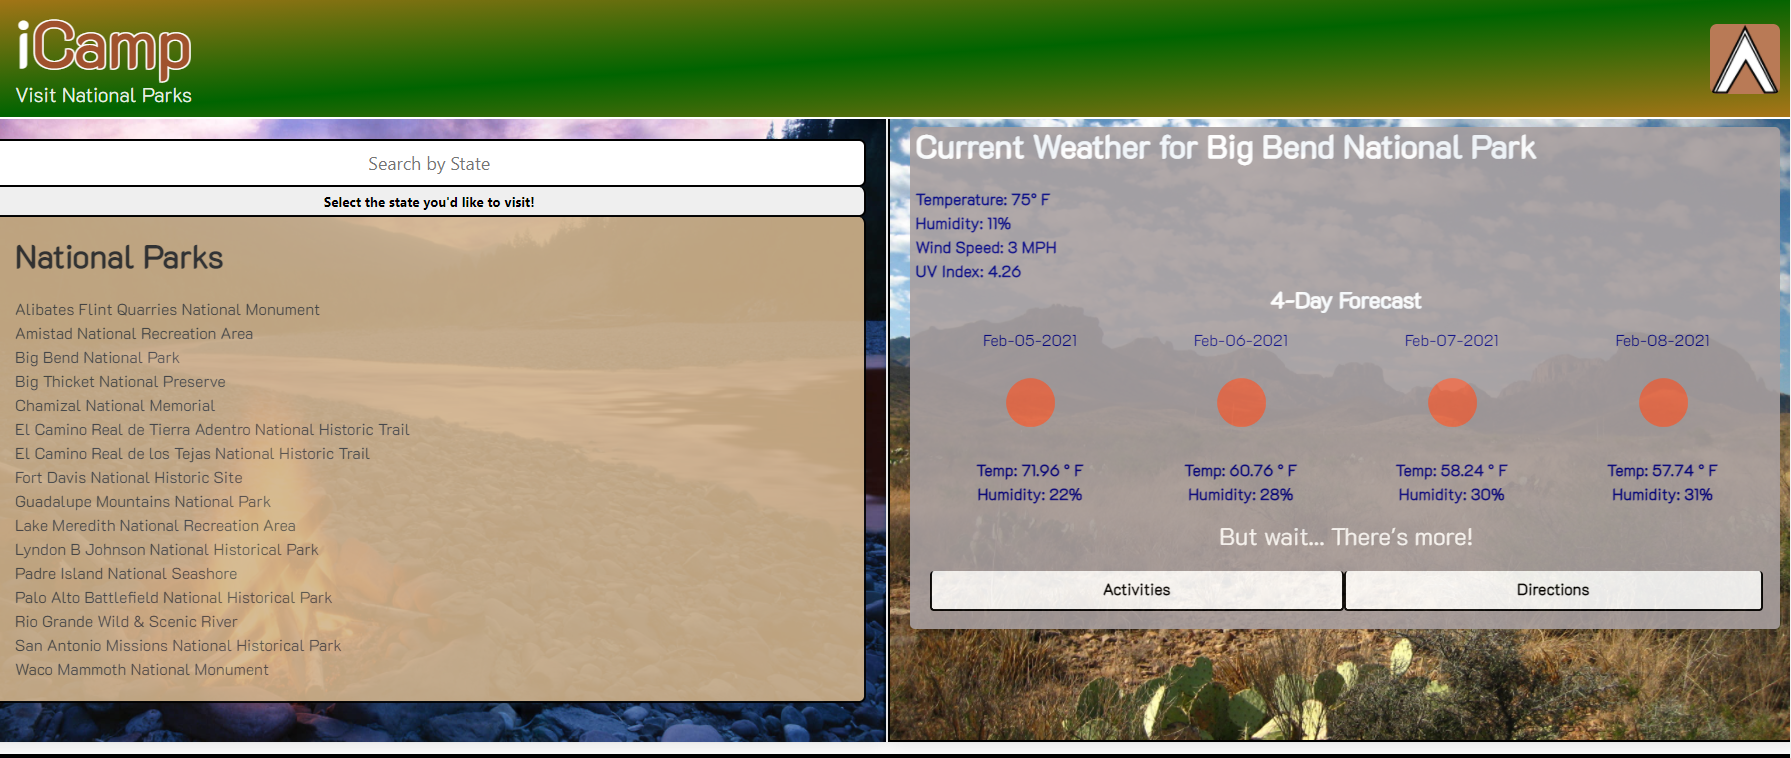 iCamp
Visit National Parks
Search by State
Select the state you'd like to visit!
National Parks
Alibates Flint Quarries National Monument
Amistad National Recreation Area
Big Bend National Park
Big Thicket National Preserve
Chamizal National Memorial
El Camino Real de Tierra Adentro National Historic Trail
El Camino Real de los Tejas National Historic Trail
Fort Davis National Historic Site
Guadalupe Mountains National Park
Lake Meredith National Recreation Area
Lyndon B Johnson National Historical Park
Padre Island National Seashore
Palo Alto Battlefield National Historical Park
Rio Grande Wild & Scenic River
San Antonio Missions National Historical Park
Waco Mammoth National Monument
Current Weather for Big Bend National Park
Temperature: 75° F
Humidity: 11%
Wind Speed: 3 MPH
UV Index: 4.26
4-Day Forecast
Feb-05-2021 Feb-06-2021 Feb-07-2021 Feb-08-2021
Temp: 71.96 ° F Temp: 60.76 ° F Temp: 58.24 ° F Temp: 57.74 ° F
Humidity: 22% Humidity: 28% Humidity: 30% Humidity: 31%
But wait... There's more!
Activities Directions